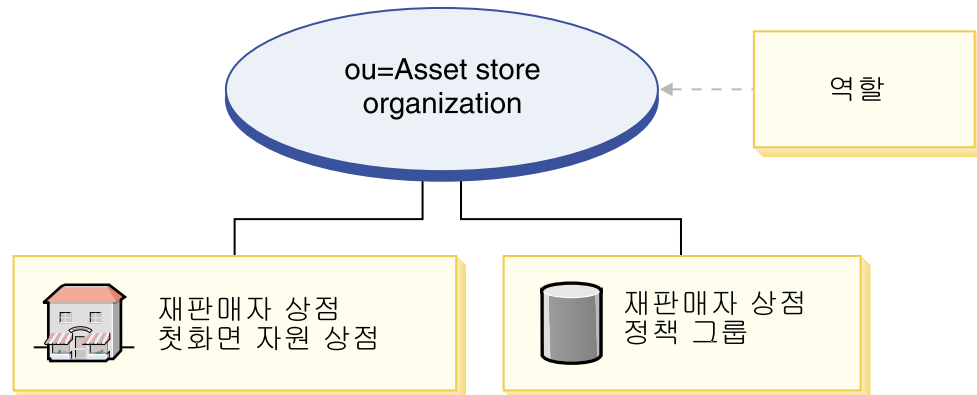 ou=Asset store
organization
역할
재판매자 상점
첫화면 자원 상점
재판매자 상점
정책 그룹